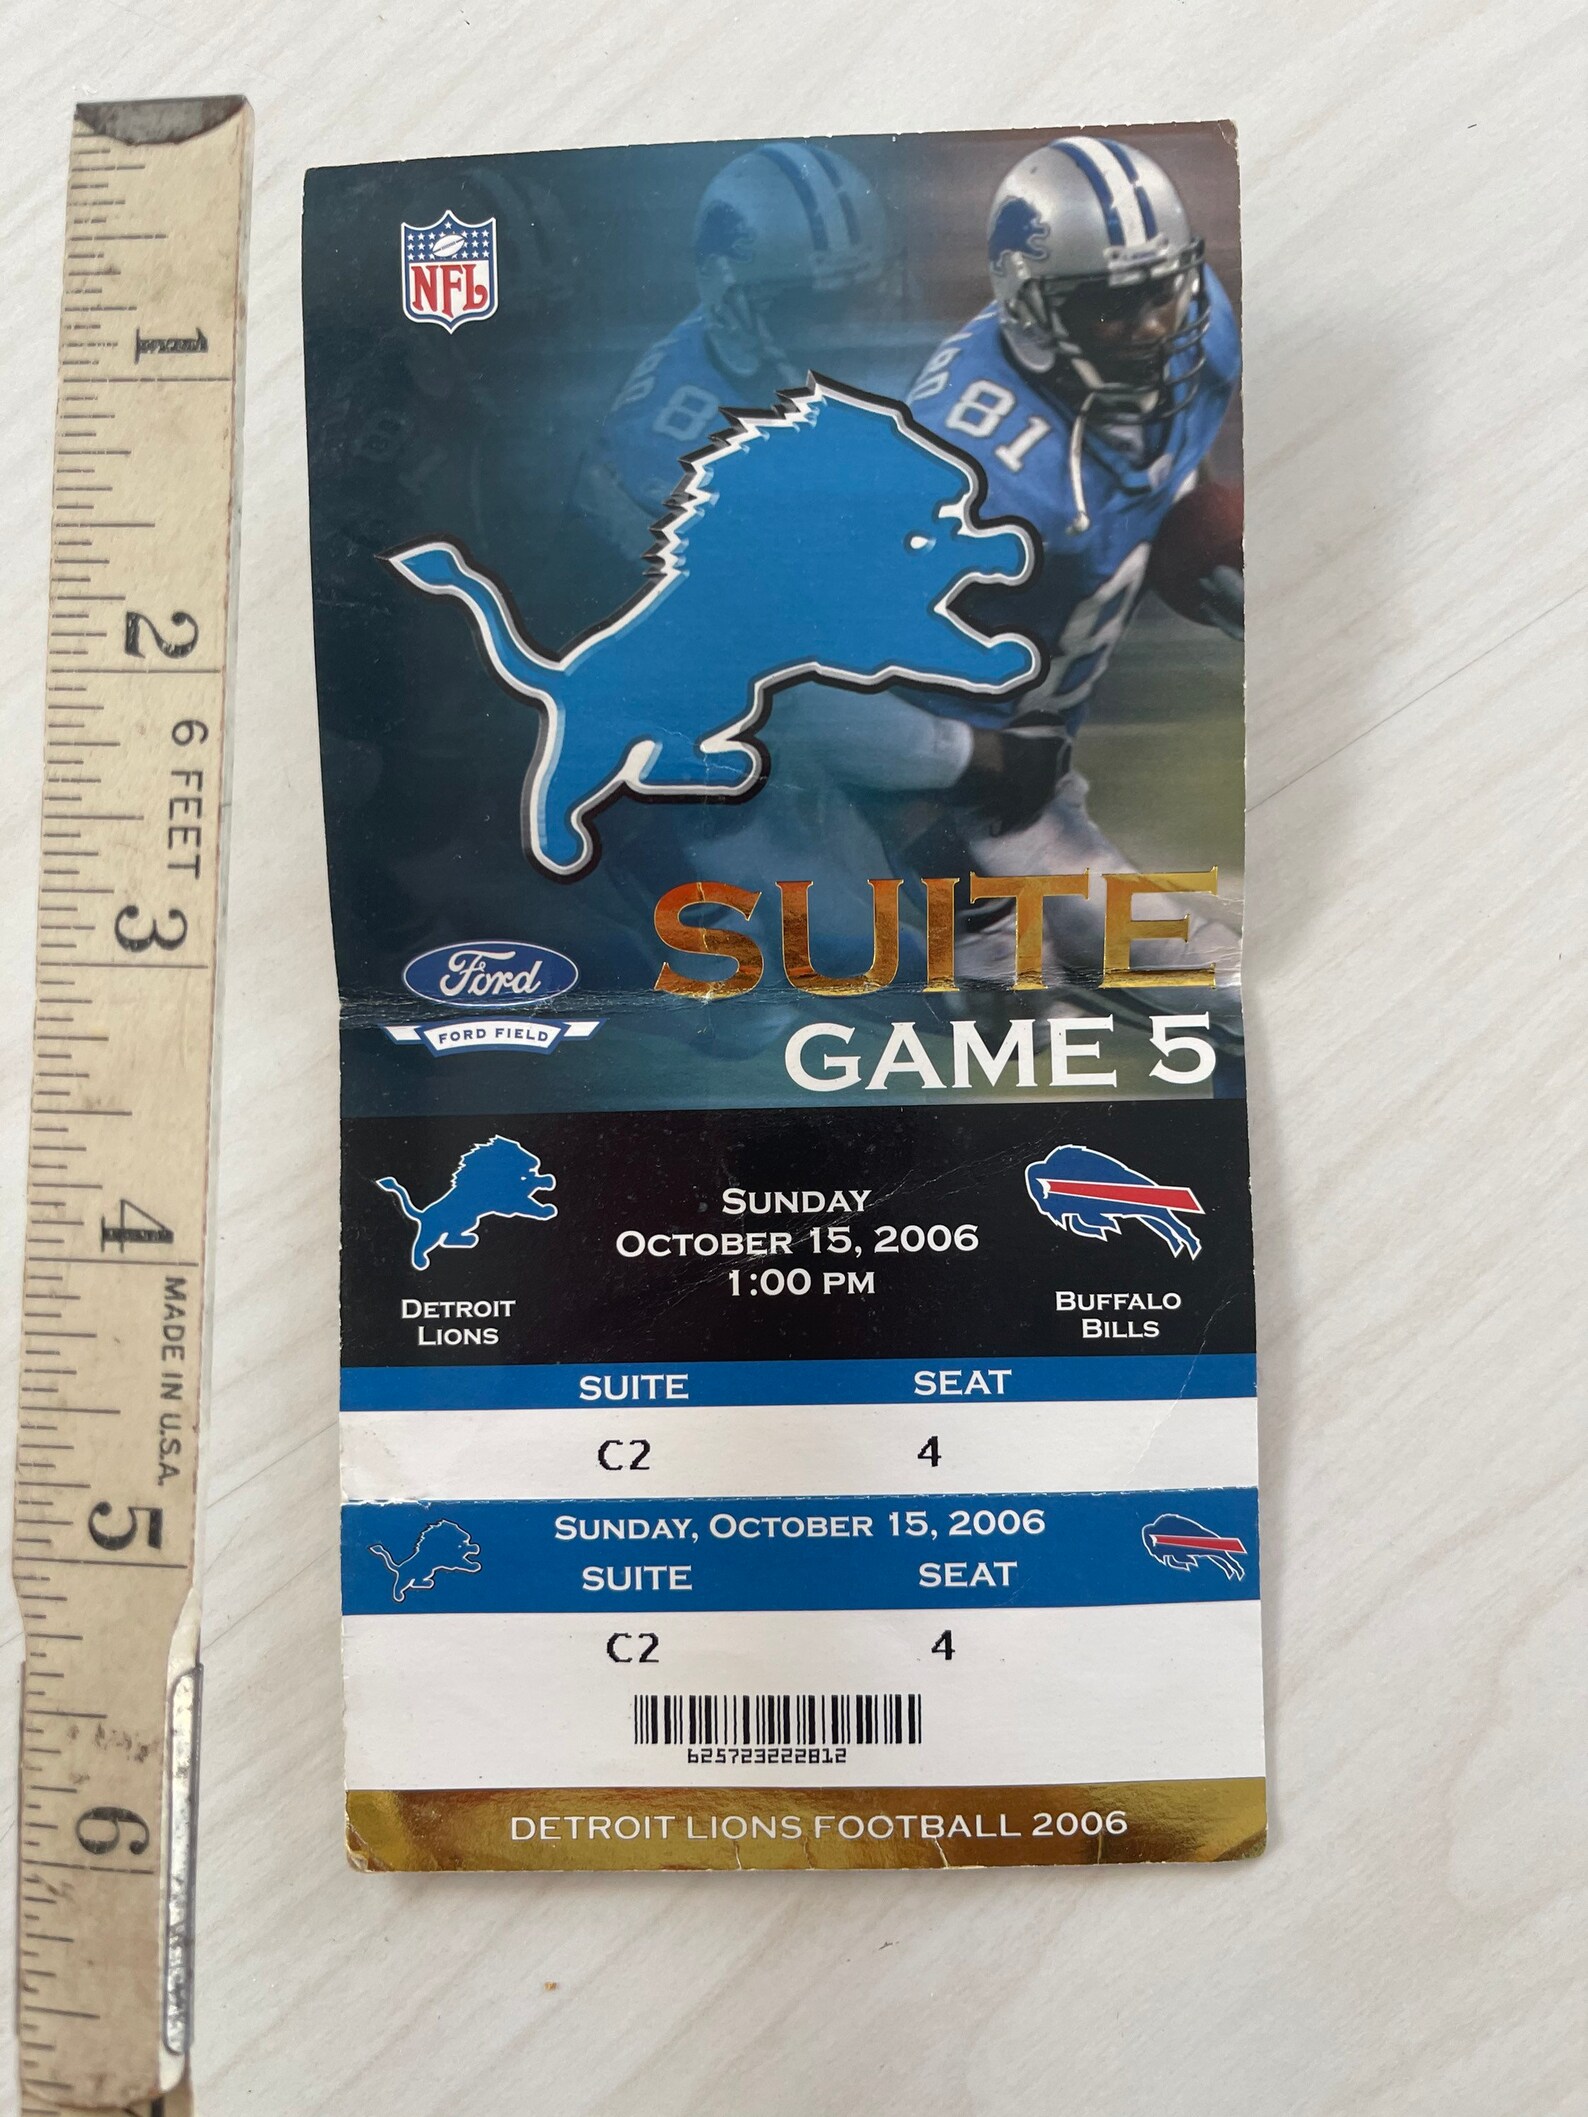 1
2
6 FEET
3
4
MADE IN U.S.A.
5
6
NFL
81
81
8
Ford
FORD FIELD
SUITE
GAME 5
DETROIT
LIONS
SUNDAY
OCTOBER 15, 2006
1:00 PM
BUFFALO
BILLS
SUITE SEAT
C2 4
SUNDAY, OCTOBER 15, 2006
SUITE SEAT
C2 4
625723222812
DETROIT LIONS FOOTBALL 2006